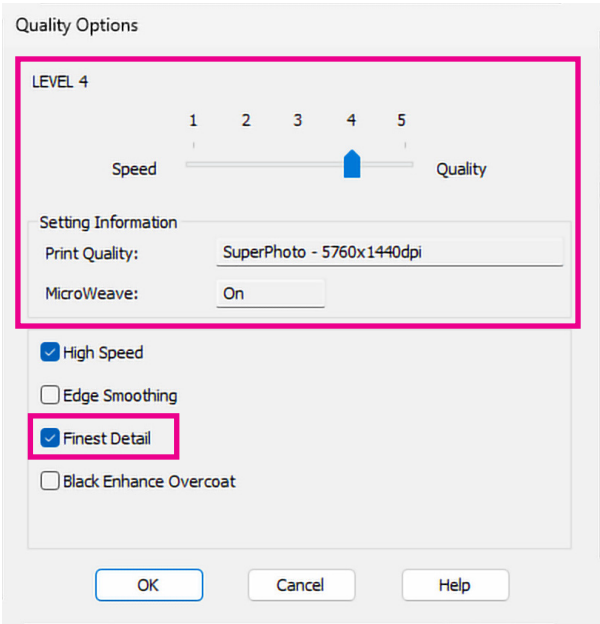 Quality Options
LEVEL 4
1 2 3 4 5
Speed Quality
Setting Information
Print Quality: SuperPhoto - 5760x1440dpi
MicroWeave: On
High Speed
Edge Smoothing
Finest Detail
Black Enhance Overcoat
OK Cancel Help